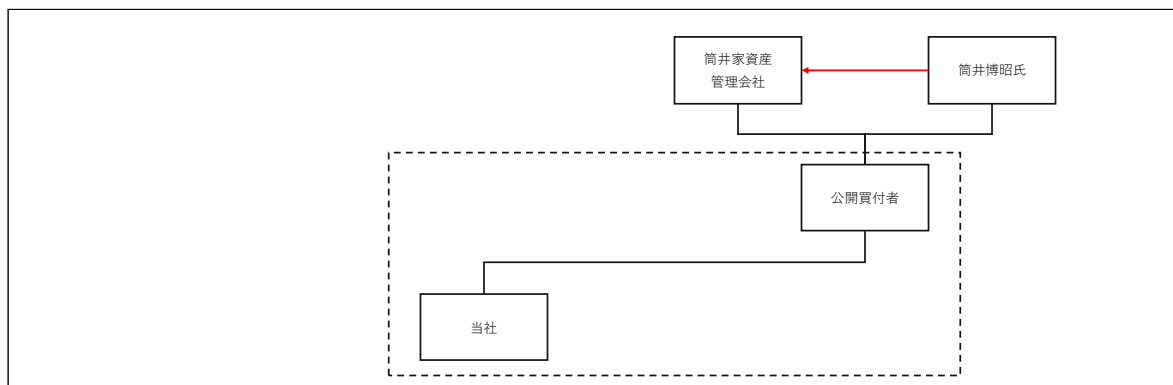 筒井家資産
管理会社
筒井博昭氏
公開買付者
当社